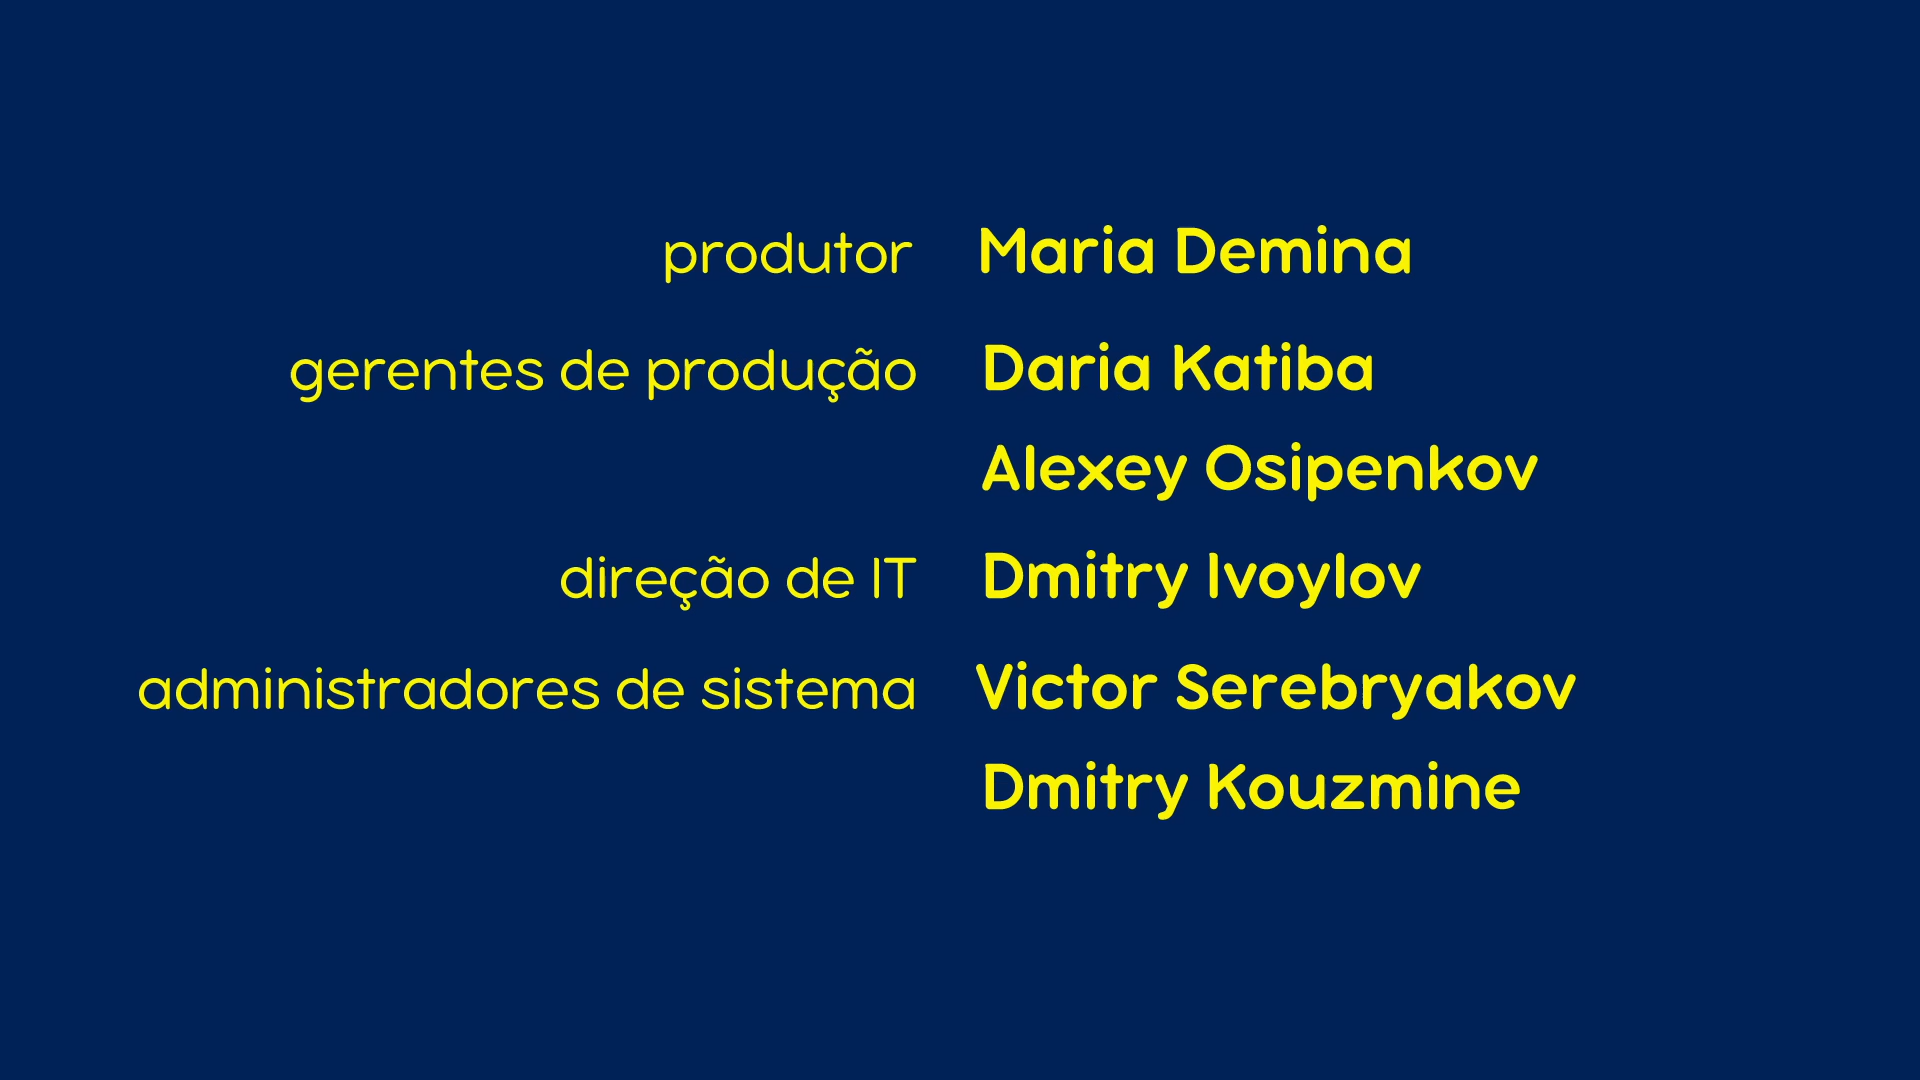 produtor Maria Demina
gerentes de produção Daria Katiba
Alexey Osipenkov
direção de IT Dmitry Ivoylov
administradores de sistema Victor Serebryakov
Dmitry Kouzmine